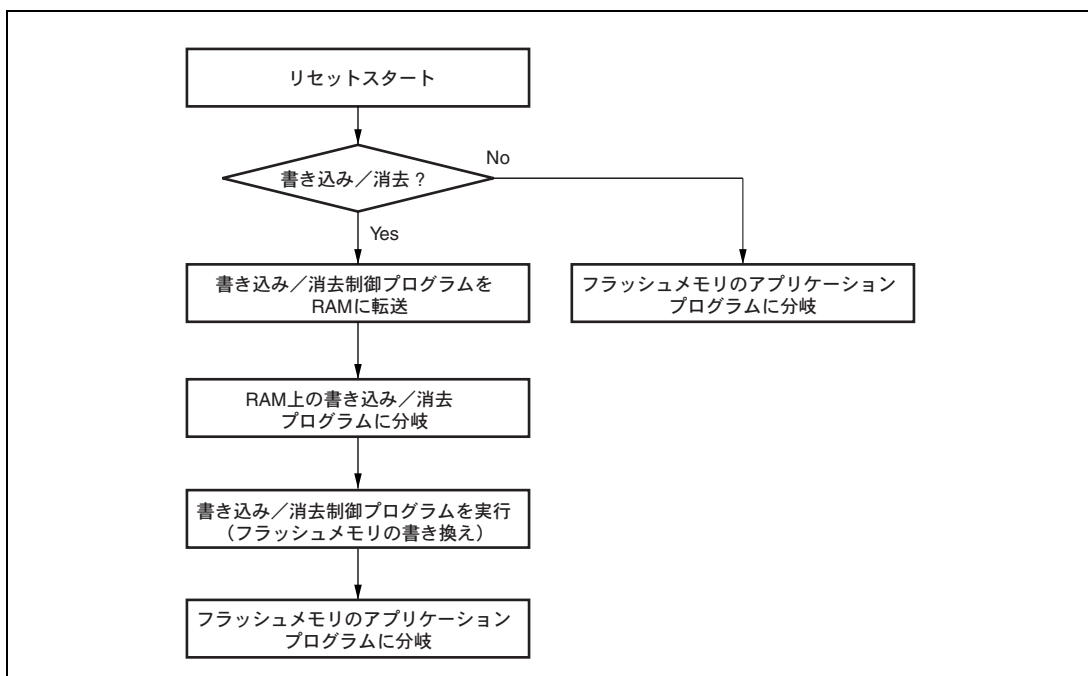 リセットスタート
書き込み／消去？
No
Yes
書き込み／消去制御プログラムを
RAMに転送
フラッシュメモリのアプリケーション
プログラムに分岐
RAM上の書き込み／消去
プログラムに分岐
書き込み／消去制御プログラムを実行
（フラッシュメモリの書き換え）
フラッシュメモリのアプリケーション
プログラムに分岐